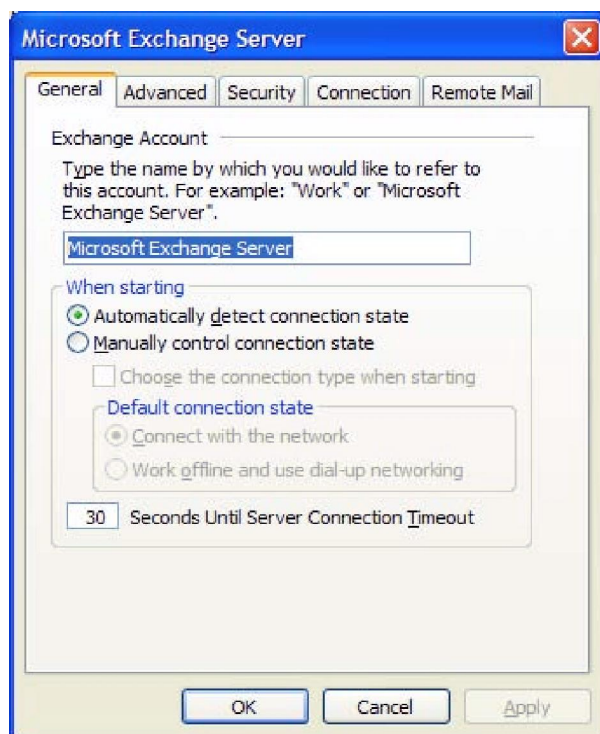 Microsoft Exchange Server
General Advanced Security Connection Remote Mail
Exchange Account
Type the name by which you would like to refer to
this account. For example: "Work" or "Microsoft
Exchange Server".
Microsoft Exchange Server
When starting
Automatically detect connection state
Manually control connection state
Choose the connection type when starting
Default connection state
Connect with the network
Work offline and use dial-up networking
30 Seconds Until Server Connection Timeout
OK Cancel Apply